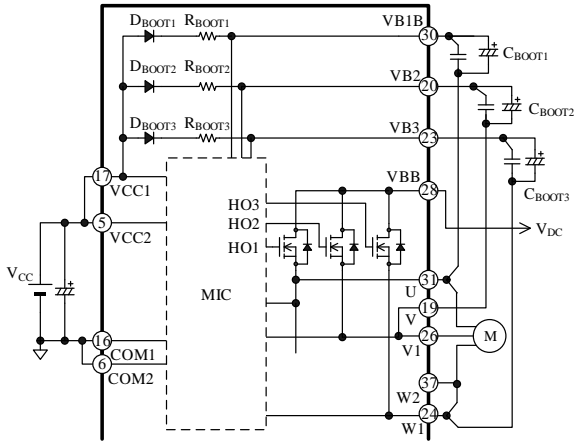 DBOOT1 RBOOT1 VB1B
30
CBOOT1
DBOOT2 RBOOT2 VB2
20
CBOOT2
DBOOT3 RBOOT3 VB3
23
CBOOT3
17
VCC1
VBB
28
VDC
5
VCC2
HO3
HO2
HO1
VCC
MIC
31
U
19
V
26
V1
M
16
COM1
6
COM2
37
W2
24
W1